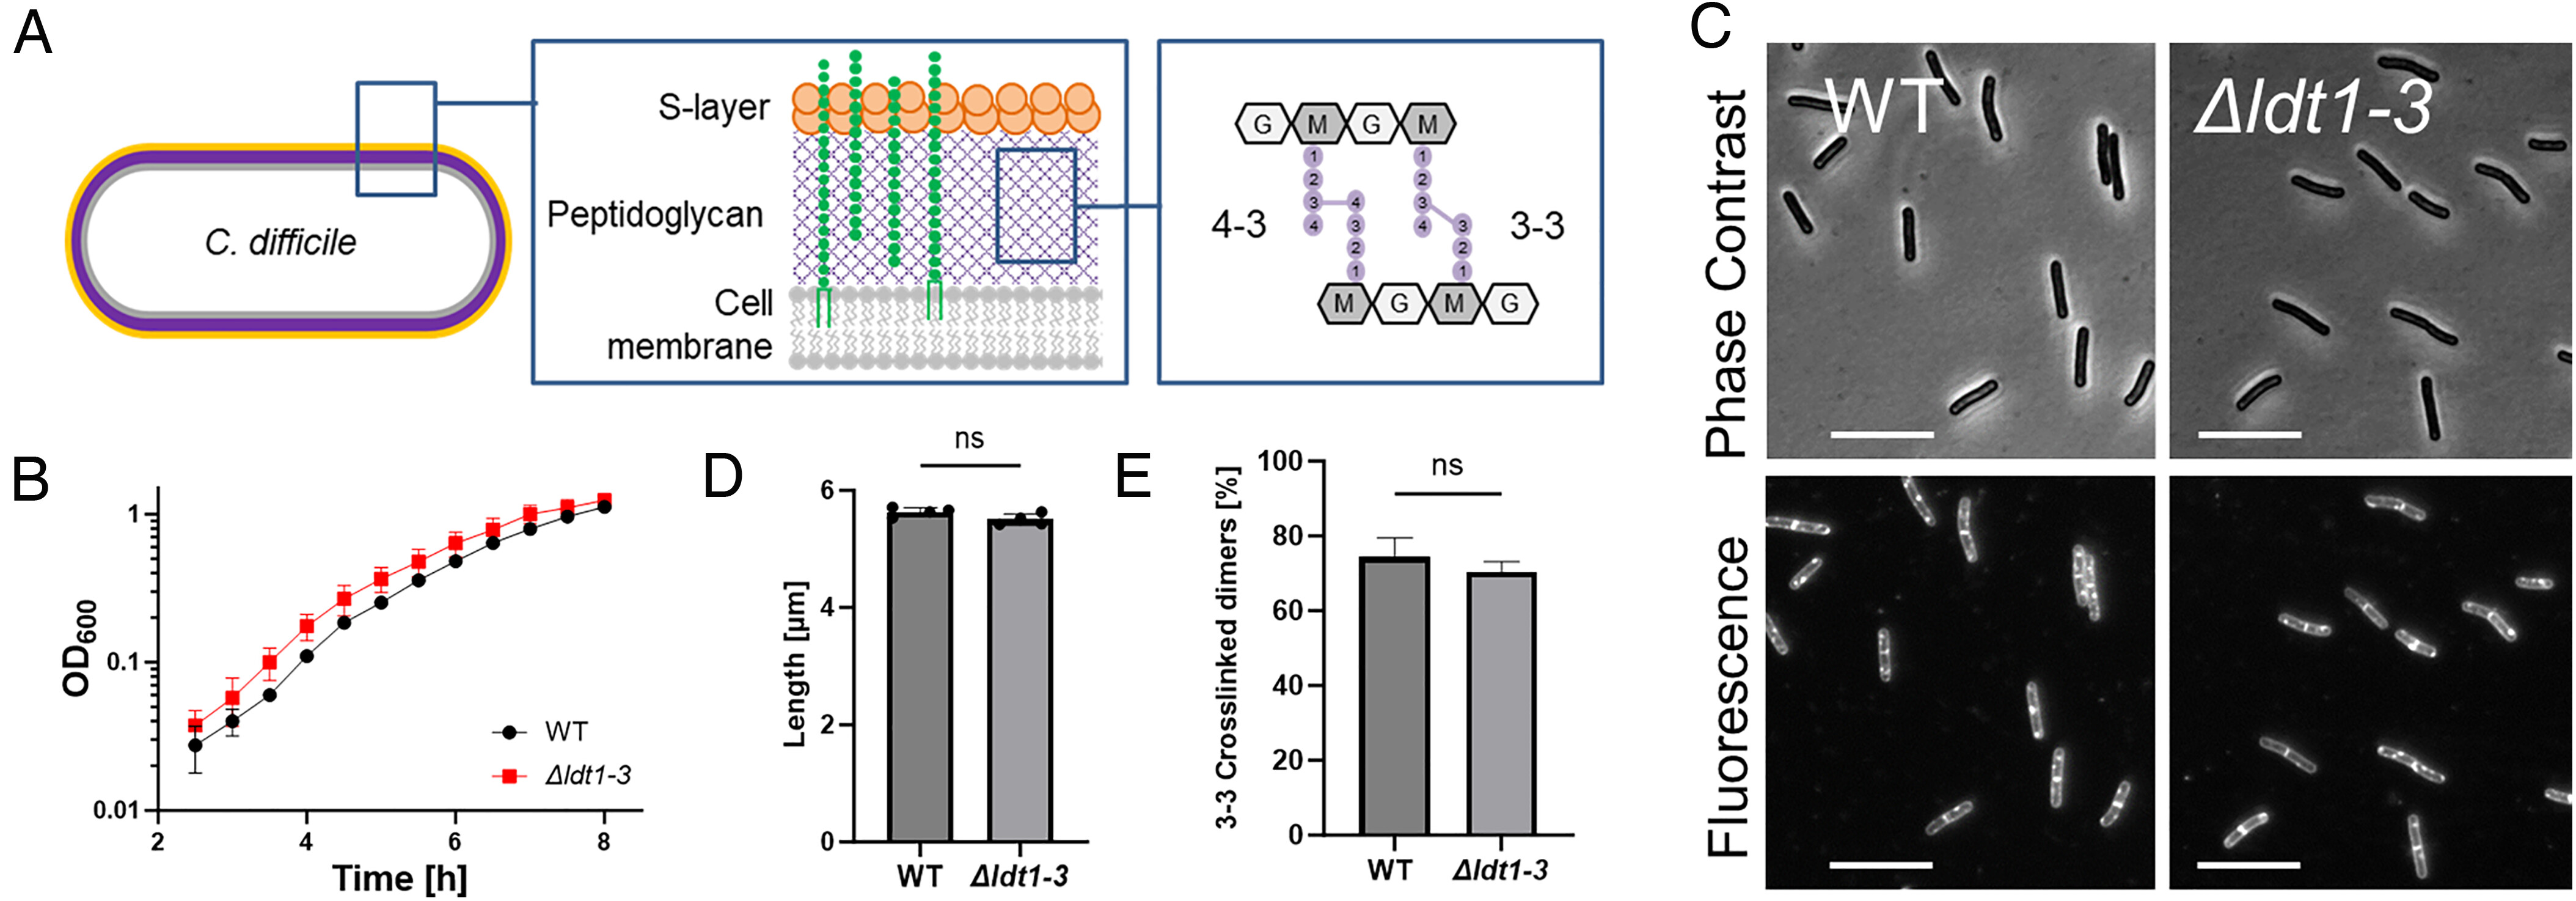 A
C. difficile
S-layer
Peptidoglycan
Cell
membrane
G M G M
1 1
2 2
3 4 3
4 3 4 3
2 2
1 1
4-3
3-3
M G M G
B
OD600
1
0.1
0.01
2 4 6 8
Time [h]
WT
Δldt1-3
D
ns
Length [µm]
6
4
2
0
WT Δldt1-3
E
ns
3-3 Crosslinked dimers [%]
100
80
60
40
20
0
WT Δldt1-3
C
Phase Contrast
WT
Δldt1-3
Fluorescence